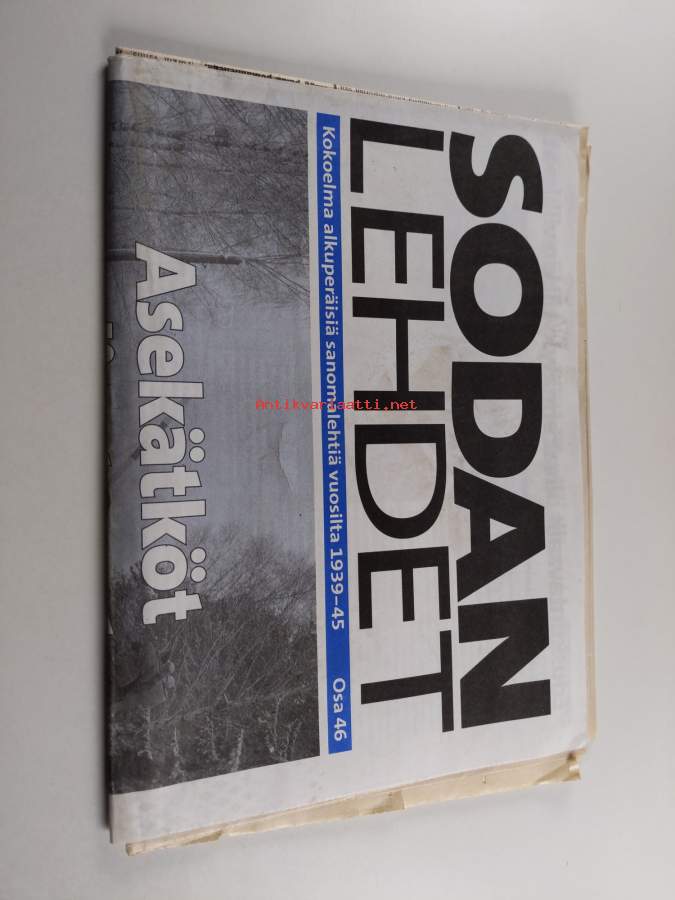 SODAN
LEHDET
Kokoelma alkuperäisiä sanomalehtiä vuosilta 1939–45 Osa 46
Asekätköt
Antikvariaatti.net